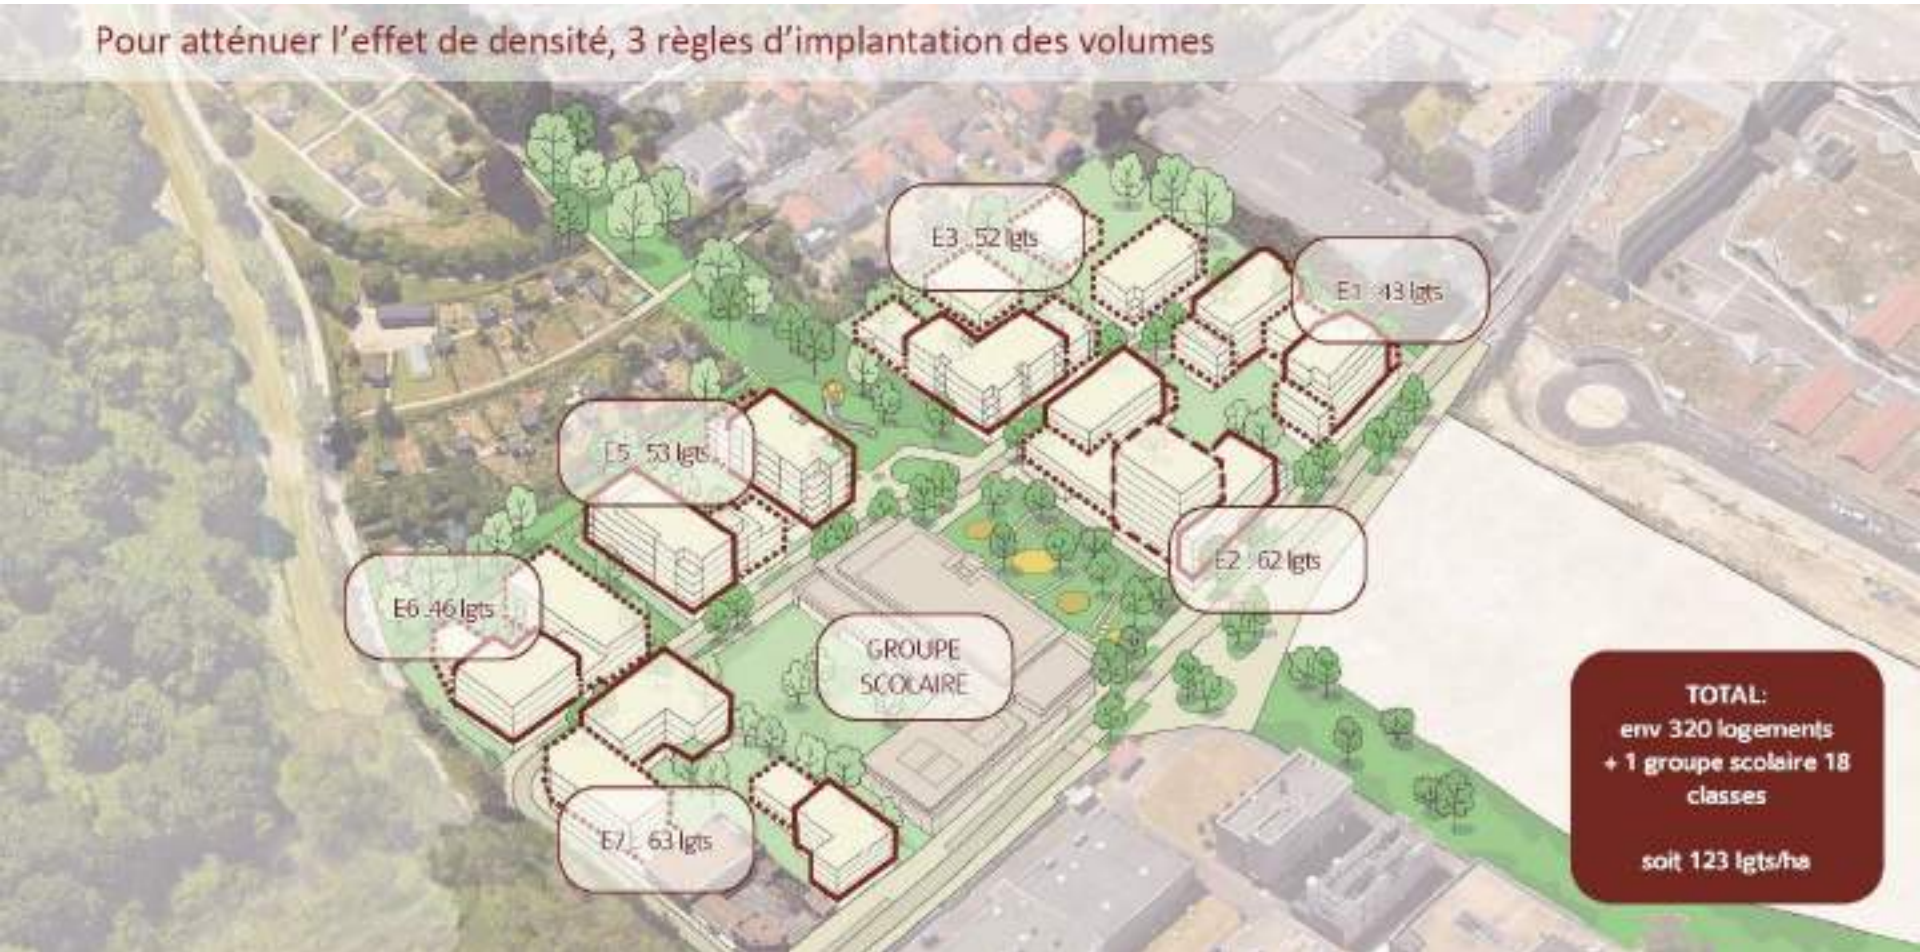 Pour atténuer l'effet de densité, 3 règles d'implantation des volumes
E3 : 52 lgts
E1 : 43 lgts
E5 : 53 lgts
E2 : 62 lgts
E6 : 46 lgts
GROUPE
SCOLAIRE
E7 : 63 lgts
TOTAL:
env 320 logements
+ 1 groupe scolaire 18
classes
soit 123 lgts/ha